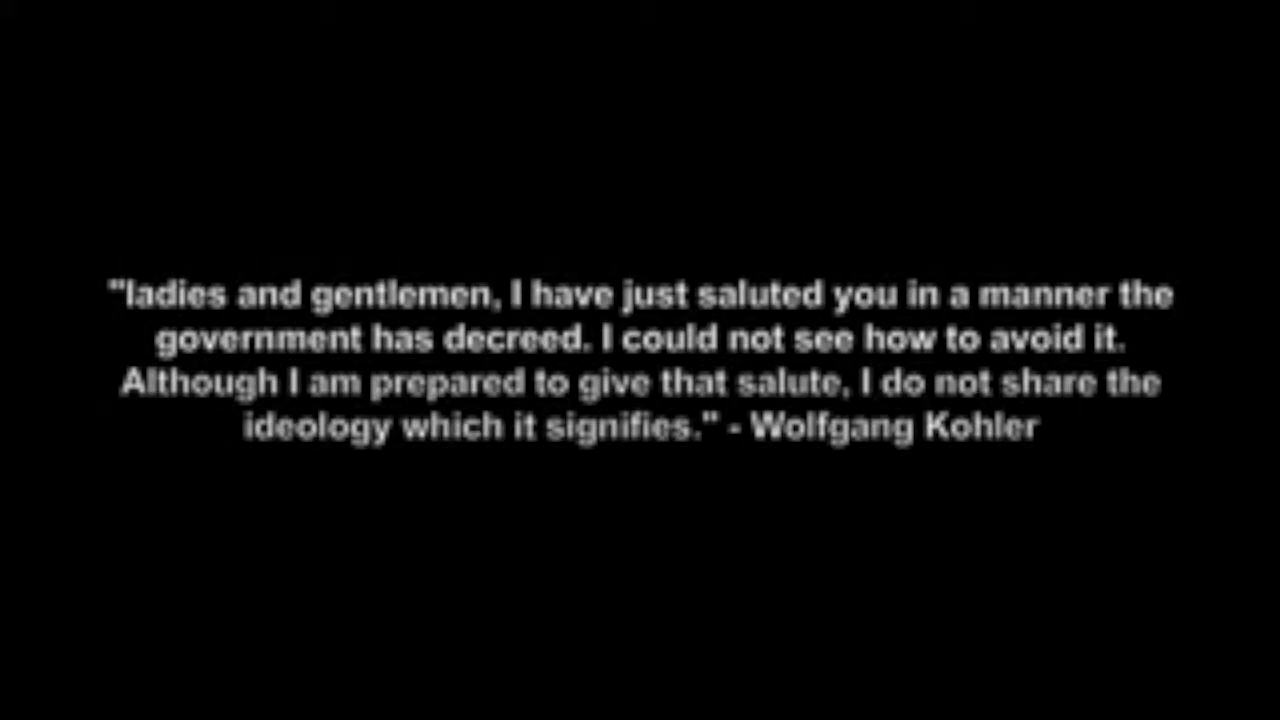 "ladies and gentlemen, I have just saluted you in a manner the
government has decreed. I could not see how to avoid it.
Although I am prepared to give that salute, I do not share the
ideology which it signifies." - Wolfgang Kohler